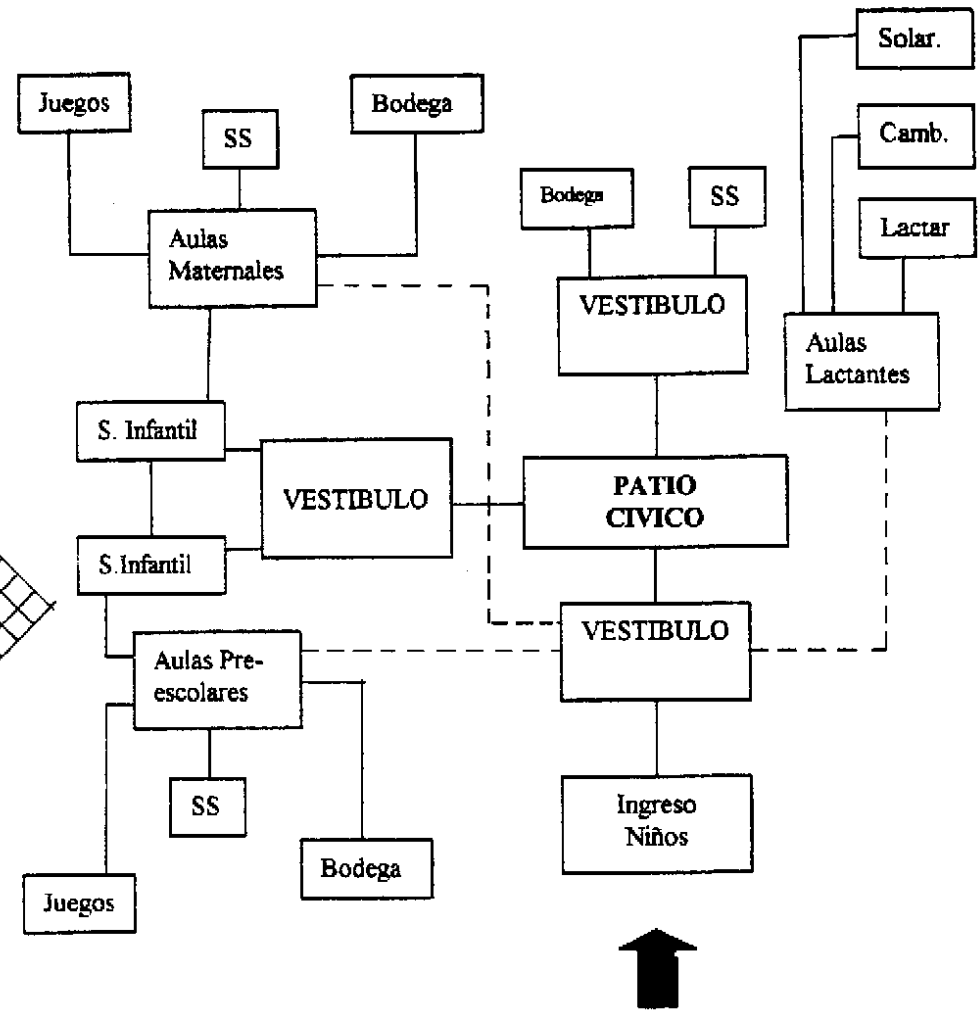 Solar.
Juegos
Bodega
SS
Camb.
Bodega
SS
Lactar
Aulas
Maternales
VESTIBULO
Aulas
Lactantes
S. Infantil
VESTIBULO
PATIO
CIVICO
S.Infantil
VESTIBULO
Aulas Pre-
escolares
SS
Ingreso
Niños
Bodega
Juegos